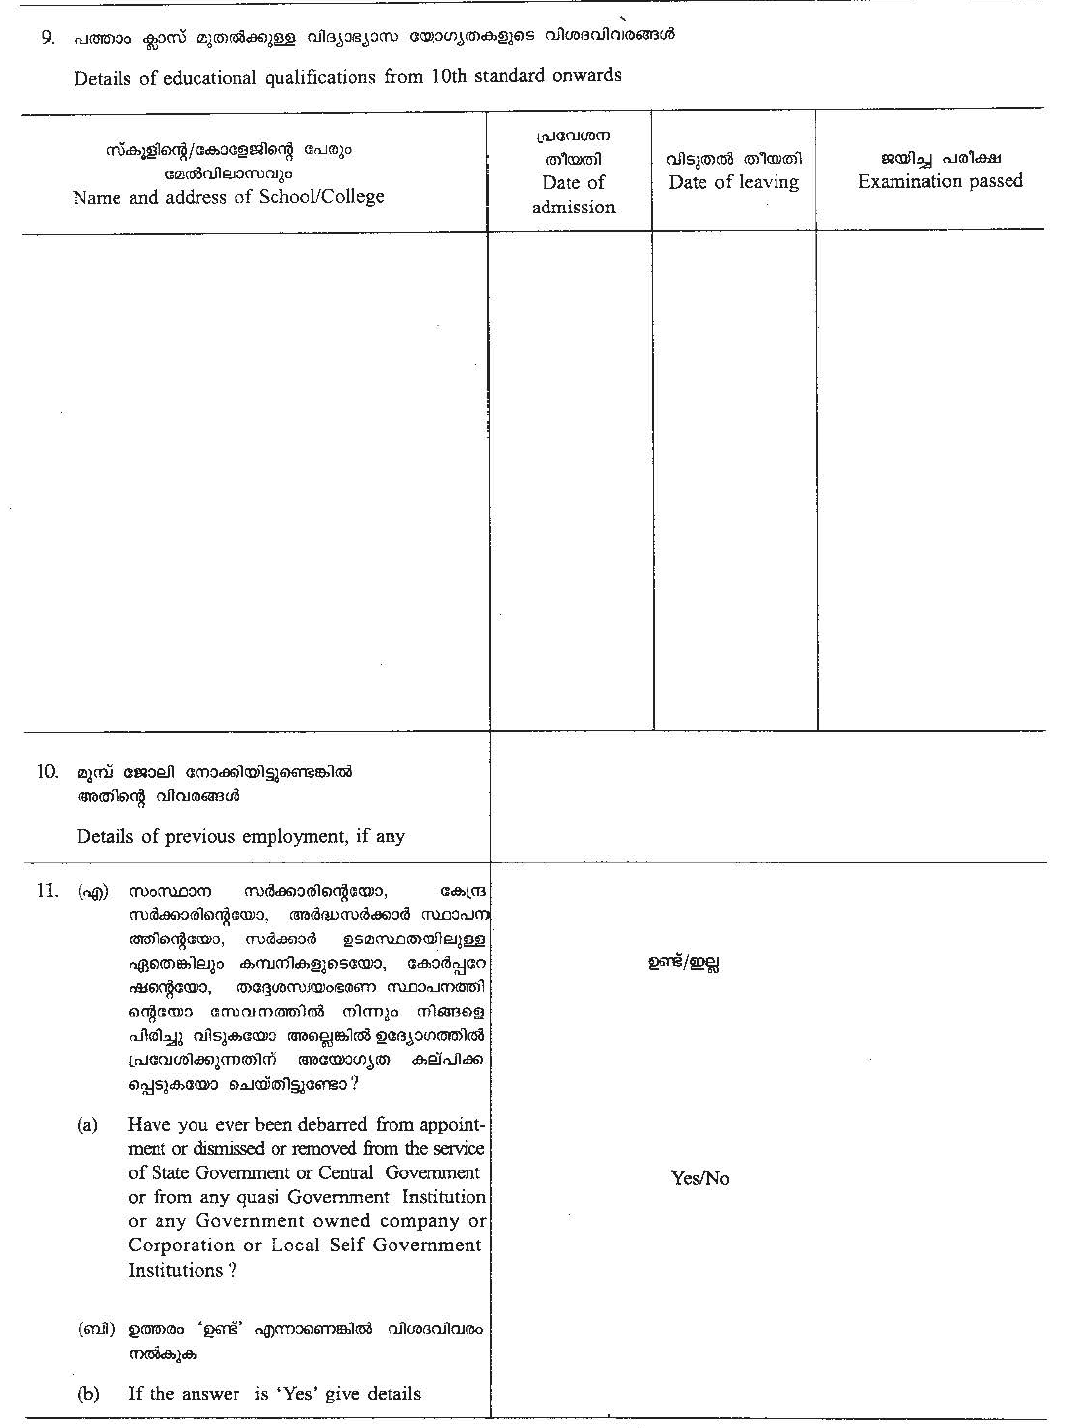 9. പത്താം ക്ലാസ് മുതൽക്കുള്ള വിദ്യാഭ്യാസ യോഗ്യതകളുടെ വിശദവിവരങ്ങൾ
Details of educational qualifications from 10th standard onwards
സ്കൂളിന്റെ/കോളേജിന്റെ പേരും
മേൽവിലാസവും
Name and address of School/College
പ്രവേശന
തീയതി
Date of
admission
വിടുതൽ തീയതി
Date of leaving
ജയിച്ച പരീക്ഷ
Examination passed
10. മുമ്പ് ജോലി നോക്കിയിട്ടുണ്ടെങ്കിൽ
അതിന്റെ വിവരങ്ങൾ
Details of previous employment, if any
11. (എ) സംസ്ഥാന സർക്കാരിന്റെയോ, കേന്ദ്ര
സർക്കാരിന്റെയോ, അർദ്ധസർക്കാർ സ്ഥാപന
ത്തിന്റെയോ, സർക്കാർ ഉടമസ്ഥതയിലുള്ള
ഏതെങ്കിലും കമ്പനികളുടെയോ, കോർപ്പറേ
ഷന്റെയോ, തദ്ദേശസ്വയംഭരണ സ്ഥാപനത്തി
ന്റെയോ സേവനത്തിൽ നിന്നും നിങ്ങളെ
പിരിച്ചു വിടുകയോ അല്ലെങ്കിൽ ഉദ്യോഗത്തിൽ
പ്രവേശിക്കുന്നതിന് അയോഗ്യത കല്പിക്ക
പ്പെടുകയോ ചെയ്തിട്ടുണ്ടോ?
ഉണ്ട്/ഇല്ല
(a) Have you ever been debarred from appoint-
ment or dismissed or removed from the service
of State Government or Central Government
or from any quasi Government Institution
or any Government owned company or
Corporation or Local Self Government
Institutions ?
Yes/No
(ബി) ഉത്തരം ‘ഉണ്ട്’ എന്നാണെങ്കിൽ വിശദവിവരം
നൽകുക
(b) If the answer is ‘Yes’ give details